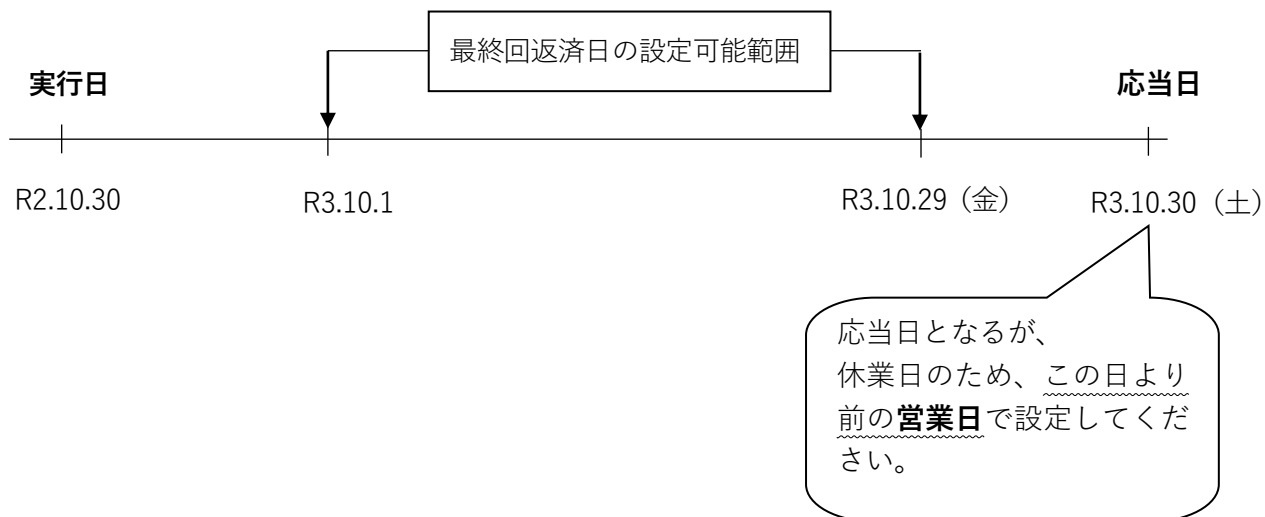 最終回返済日の設定可能範囲
実行日
応当日
R2.10.30
R3.10.1
R3.10.29（金）
R3.10.30（土）
応当日となるが、
休業日のため、この日より
前の営業日で設定してくだ
さい。